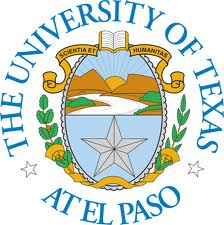 THE UNIVERSITY OF TEXAS
SCIENTIA ET HUMANITAS
AT EL PASO